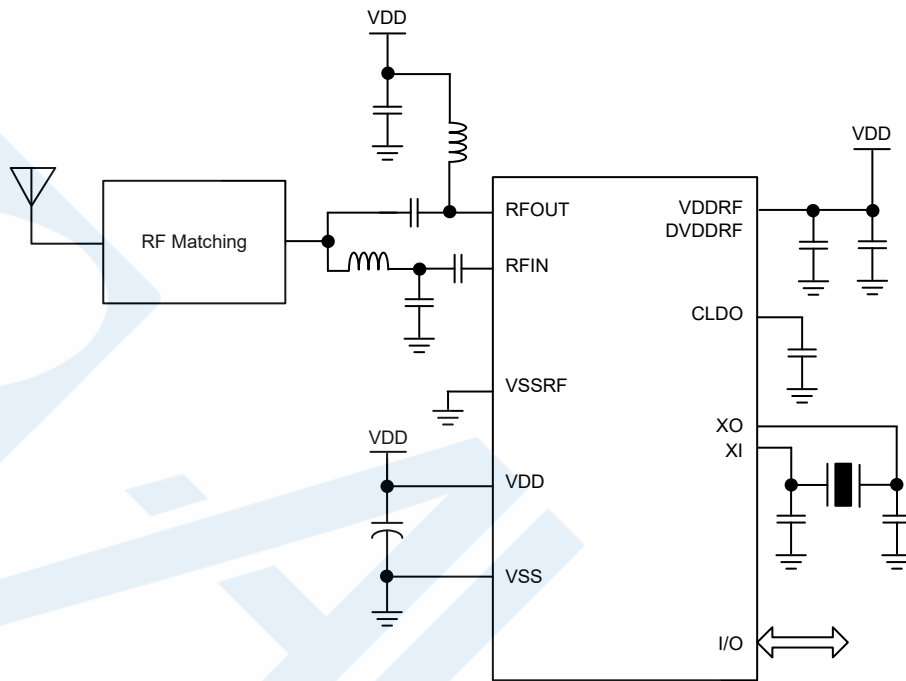 VDD
VDD
RFOUT
VDDRF
DVDDRF
RF Matching
RFIN
CLDO
VSSRF
XO
VDD
XI
VDD
VSS
I/O